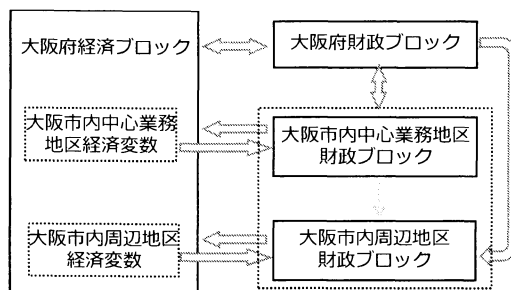 大阪府経済ブロック
大阪府財政ブロック
大阪市内中心業務
地区経済変数
大阪市内中心業務地区
財政ブロック
大阪市内周辺地区
経済変数
大阪市内周辺地区
財政ブロック